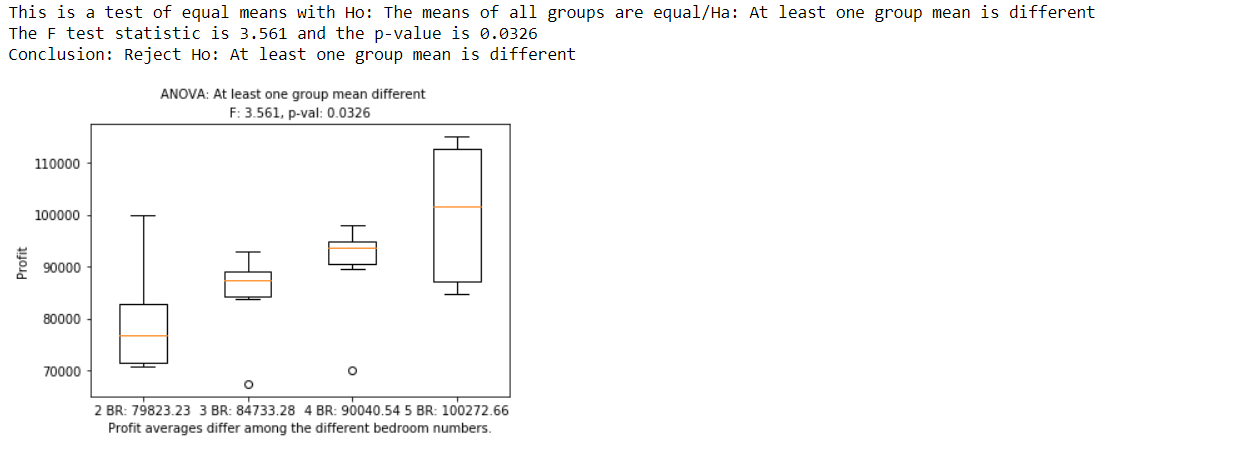 This is a test of equal means with Ho: The means of all groups are equal/Ha: At least one group mean is different
The F test statistic is 3.561 and the p-value is 0.0326
Conclusion: Reject Ho: At least one group mean is different
ANOVA: At least one group mean different
F: 3.561, p-val: 0.0326
110000
100000
90000
80000
70000
Profit
2 BR: 79823.23 3 BR: 84733.28 4 BR: 90040.54 5 BR: 100272.66
Profit averages differ among the different bedroom numbers.